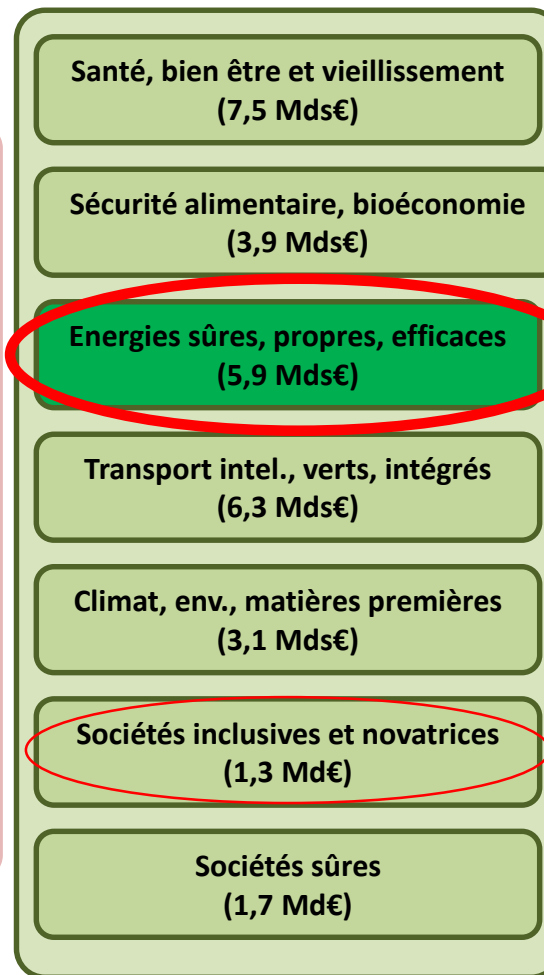 Santé, bien être et vieillissement
(7,5 Mds€)
Sécurité alimentaire, bioéconomie
(3,9 Mds€)
Energies sûres, propres, efficaces
(5,9 Mds€)
Transport intel., verts, intégrés
(6,3 Mds€)
Climat, env., matières premières
(3,1 Mds€)
Sociétés inclusives et novatrices
(1,3 Md€)
Sociétés sûres
(1,7 Md€)